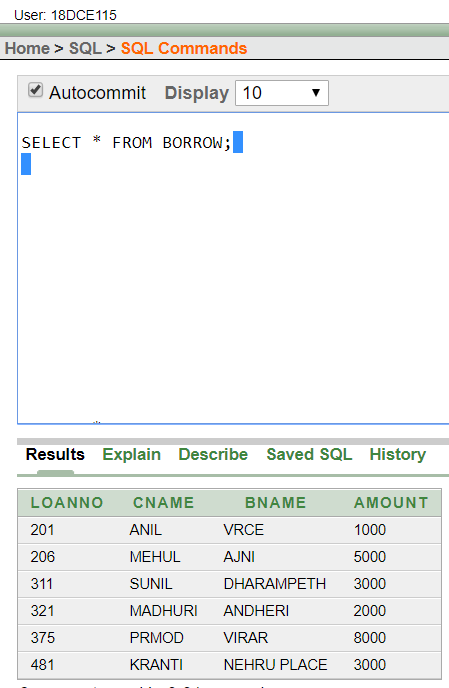 User: 18DCE115
Home > SQL > SQL Commands
Autocommit Display 10
SELECT * FROM BORROW;
Results Explain Describe Saved SQL History
LOANNO CNAME BNAME AMOUNT
201 ANIL VRCE 1000
206 MEHUL AJNI 5000
311 SUNIL DHARAMPETH 3000
321 MADHURI ANDHERI 2000
375 PRMOD VIRAR 8000
481 KRANTI NEHRU PLACE 3000